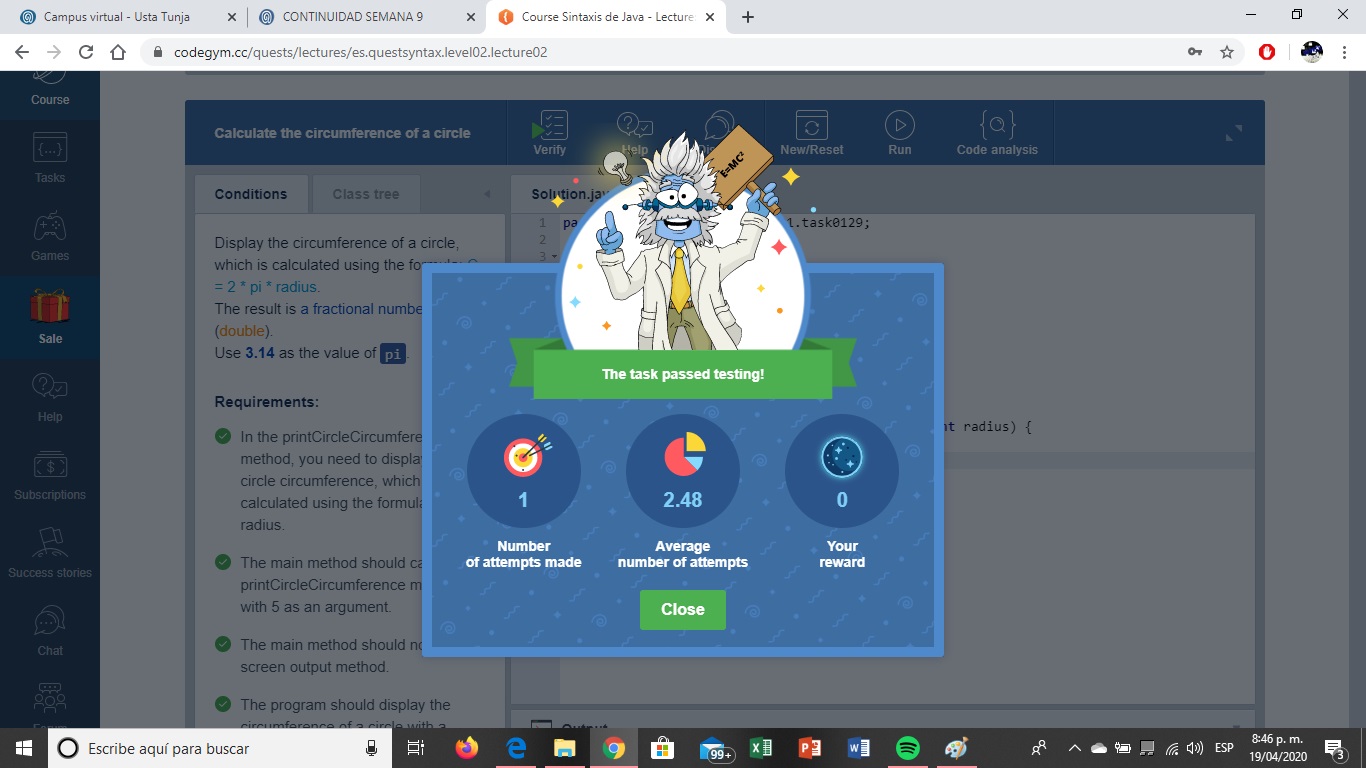 Campus virtual - Usta Tunja
CONTINUIDAD SEMANA 9
Course Sintaxis de Java - Lecture
codegym.cc/quests/lectures/es.questsyntax.level02.lecture02
Course
Tasks
Games
Sale
Help
Subscriptions
Success stories
Chat
Forum
Calculate the circumference of a circle
Verify
Help
New/Reset
Run
Code analysis
Conditions
Class tree
Display the circumference of a circle,
which is calculated using the formula: C
= 2 * pi * radius.
The result is a fractional numbe
(double).
Use 3.14 as the value of pi.
Requirements:
In the printCircleCircumfere
method, you need to displa
circle circumference, which
calculated using the formula
radius.
The main method should ca
printCircleCircumference m
with 5 as an argument.
The main method should no
screen output method.
The program should display the
circumference of a circle with a
Solution.jav
1 pa
1.task0129;
2
3
nt radius) {
Output
E=MC²
The task passed testing!
1
Number
of attempts made
2.48
Average
number of attempts
0
Your
reward
Close
Escribe aquí para buscar
99+
ESP
8:46 p. m.
19/04/2020
3